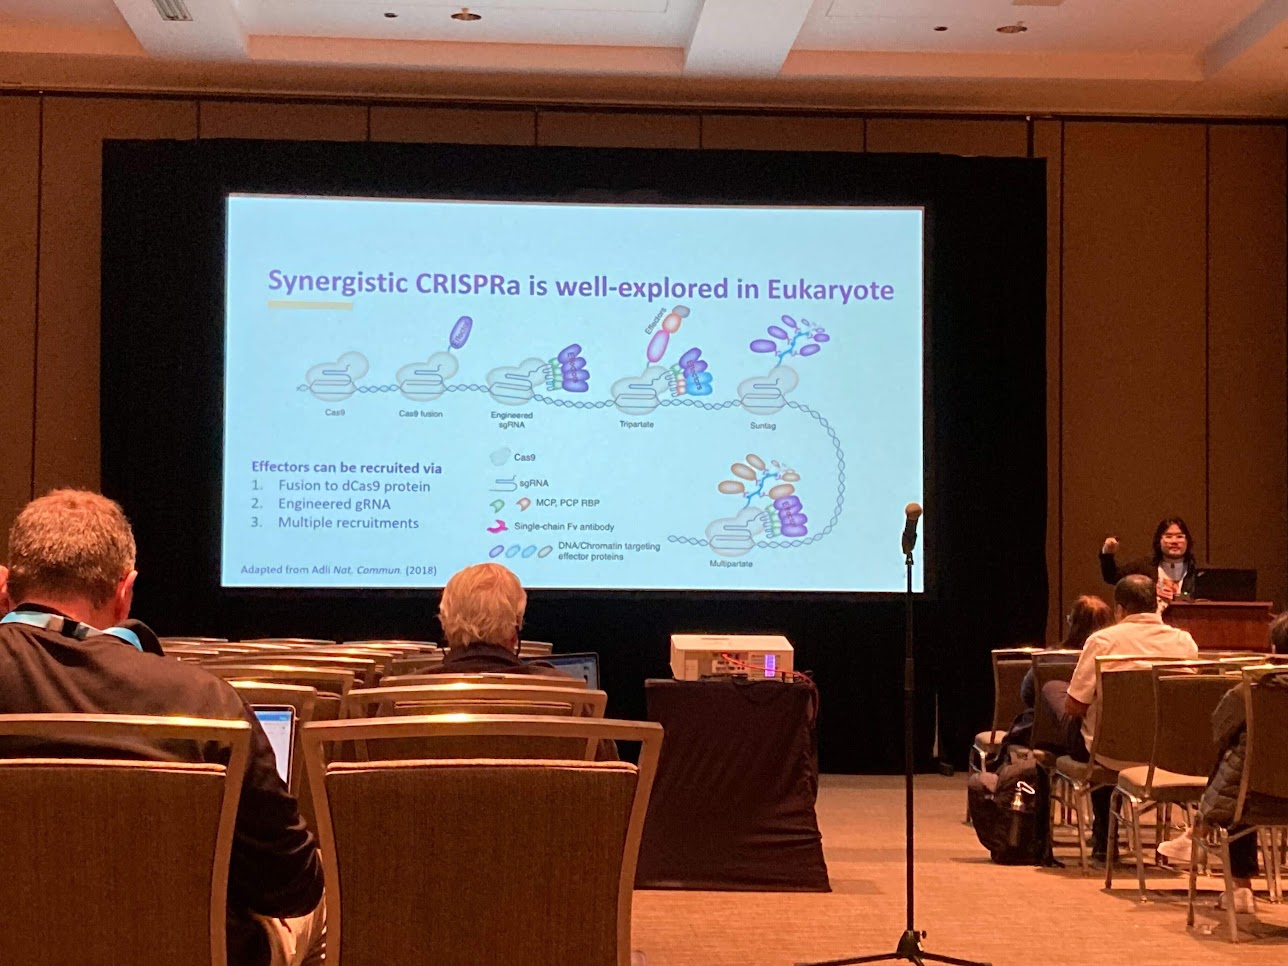 Synergistic CRISPRa is well-explored in Eukaryote
Effectors
Effector
Effectors
Cas9
Cas9 fusion
Engineered
sgRNA
Tripartate
Suntag
Effectors can be recruited via
1. Fusion to dCas9 protein
2. Engineered gRNA
3. Multiple recruitments
Cas9
sgRNA
MCP, PCP RBP
Single-chain Fv antibody
DNA/Chromatin targeting
effector proteins
Multipartate
Adapted from Adli Nat. Commun. (2018)